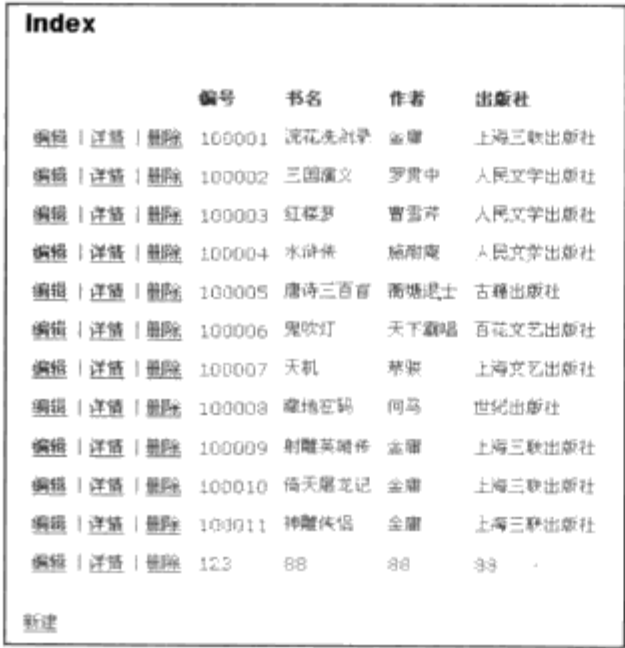 Index
编号 书名 作者 出版社
编辑 | 详情 | 删除 100001 浣花洗剑录 金庸 上海三联出版社
编辑 | 详情 | 删除 100002 三国演义 罗贯中 人民文学出版社
编辑 | 详情 | 删除 100003 红楼梦 曹雪芹 人民文学出版社
编辑 | 详情 | 删除 100004 水浒传 施耐庵 人民文学出版社
编辑 | 详情 | 删除 100005 唐诗三百首 蘅塘退士 古籍出版社
编辑 | 详情 | 删除 100006 鬼吹灯 天下霸唱 百花文艺出版社
编辑 | 详情 | 删除 100007 天机 蔡骏 上海文艺出版社
编辑 | 详情 | 删除 100008 藏地密码 何马 世纪出版社
编辑 | 详情 | 删除 100009 射雕英雄传 金庸 上海三联出版社
编辑 | 详情 | 删除 100010 倚天屠龙记 金庸 上海三联出版社
编辑 | 详情 | 删除 100011 神雕侠侣 金庸 上海三联出版社
编辑 | 详情 | 删除 123 88 88 88
新建